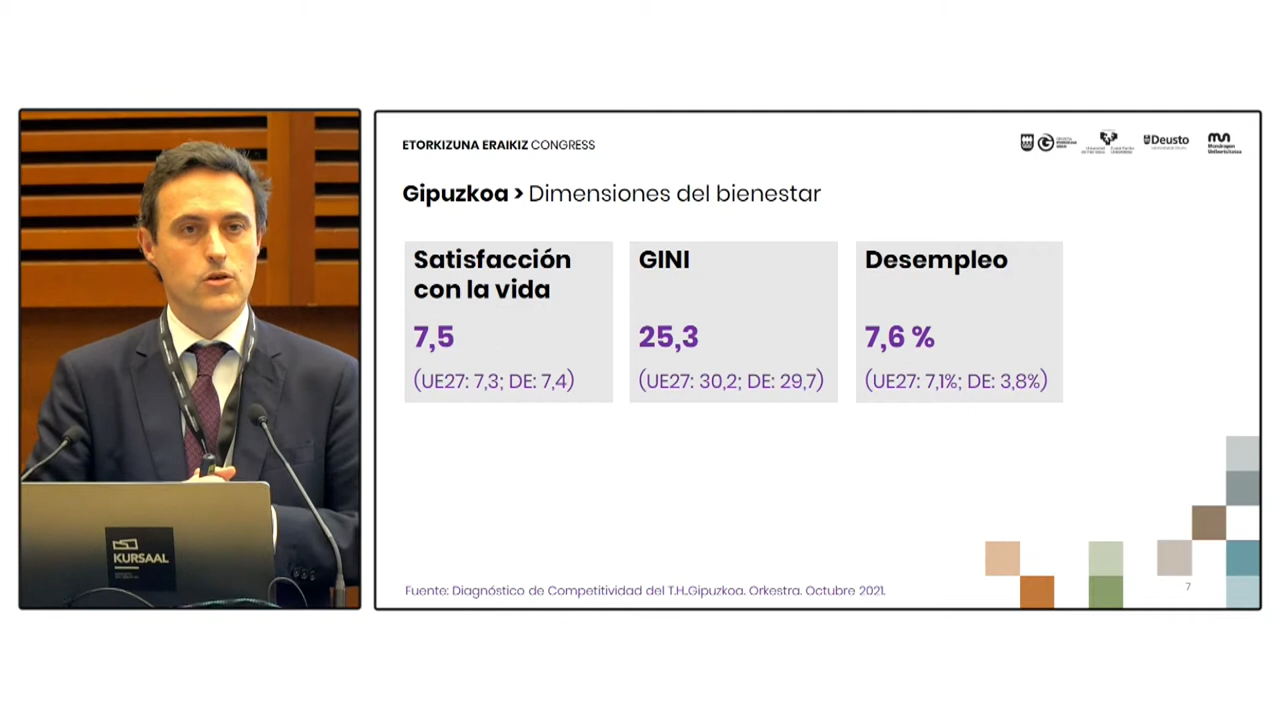 ETORKIZUNA ERAIKIZ CONGRESS
Deusto
Gipuzkoa > Dimensiones del bienestar
Satisfacción
con la vida
7,5
(UE27: 7,3; DE: 7,4)
GINI
25,3
(UE27: 30,2; DE: 29,7)
Desempleo
7,6 %
(UE27: 7,1%; DE: 3,8%)
KURSAAL
Fuente: Diagnóstico de Competitividad del T.H.Gipuzkoa. Orkestra. Octubre 2021.
7